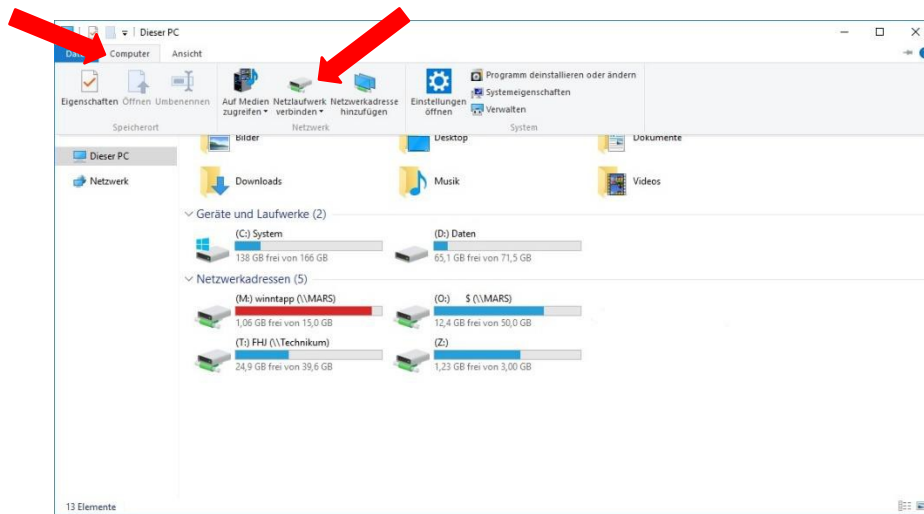 Dieser PC
Computer Ansicht
Eigenschaften Öffnen Umbenennen
Auf Medien zugreifen
Netzlaufwerk verbinden
Netzwerkadresse hinzufügen
Einstellungen öffnen
Programm deinstallieren oder ändern
Systemeigenschaften
Verwalten
Speicherort
Netzwerk
System
Dieser PC
Netzwerk
Bilder
Desktop
Dokumente
Downloads
Musik
Videos
Geräte und Laufwerke (2)
(C:) System
138 GB frei von 166 GB
(D:) Daten
65,1 GB frei von 71,5 GB
Netzwerkadressen (5)
(M:) winntapp (\\MARS)
1,06 GB frei von 15,0 GB
(O:) $ (\\MARS)
12,4 GB frei von 50,0 GB
(T:) FHJ (\\Technikum)
24,9 GB frei von 39,6 GB
(Z:)
1,23 GB frei von 3,00 GB
13 Elemente